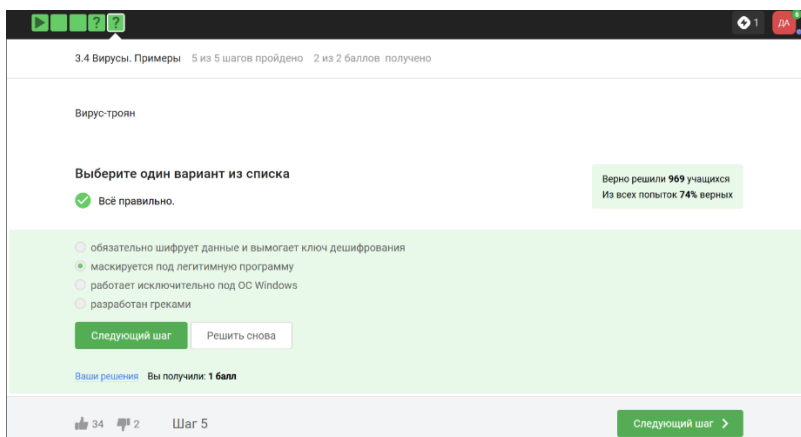 ? ?
1 ДА 6
3.4 Вирусы. Примеры 5 из 5 шагов пройдено 2 из 2 баллов получено
Вирус-троян
Выберите один вариант из списка
Всё правильно.
Верно решили 969 учащихся
Из всех попыток 74% верных
обязательно шифрует данные и вымогает ключ дешифрования
маскируется под легитимную программу
работает исключительно под ОС Windows
разработан греками
Следующий шаг Решить снова
Ваши решения Вы получили: 1 балл
34 2 Шаг 5 Следующий шаг